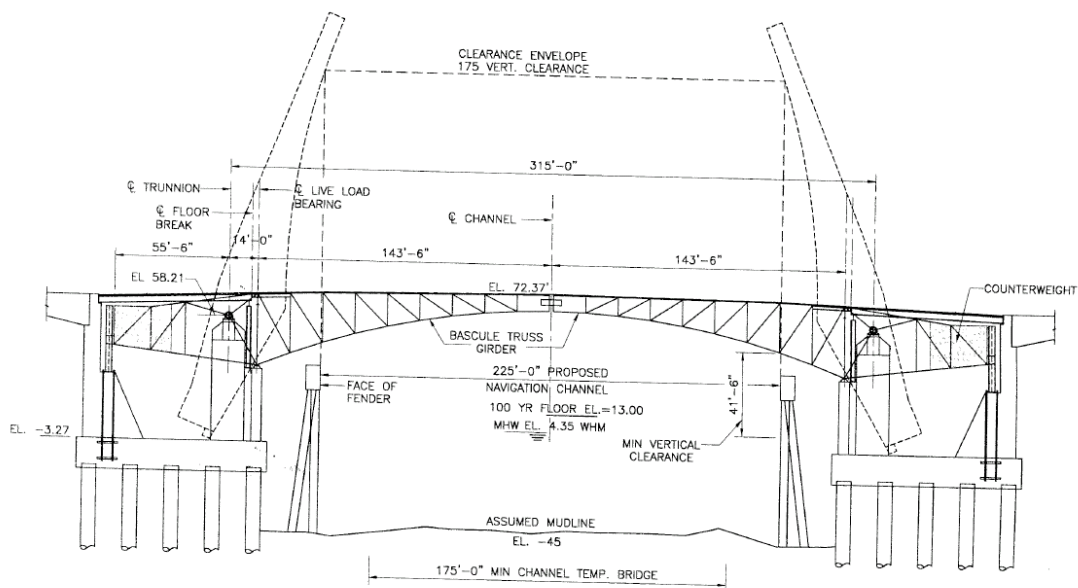 CLEARANCE ENVELOPE
175 VERT. CLEARANCE
315'-0"
℄ TRUNNION
℄ LIVE LOAD
BEARING
℄ FLOOR
BREAK
℄ CHANNEL
55'-6"
14'-0"
143'-6"
143'-6"
EL 58.21
EL. 72.37'
COUNTERWEIGHT
BASCULE TRUSS
GIRDER
225'-0" PROPOSED
NAVIGATION CHANNEL
FACE OF
FENDER
41'-6"
100 YR FLOOR EL.=13.00
MHW EL. 4.35 WHM
EL. -3.27
MIN VERTICAL
CLEARANCE
ASSUMED MUDLINE
EL. -45
175'-0" MIN CHANNEL TEMP. BRIDGE